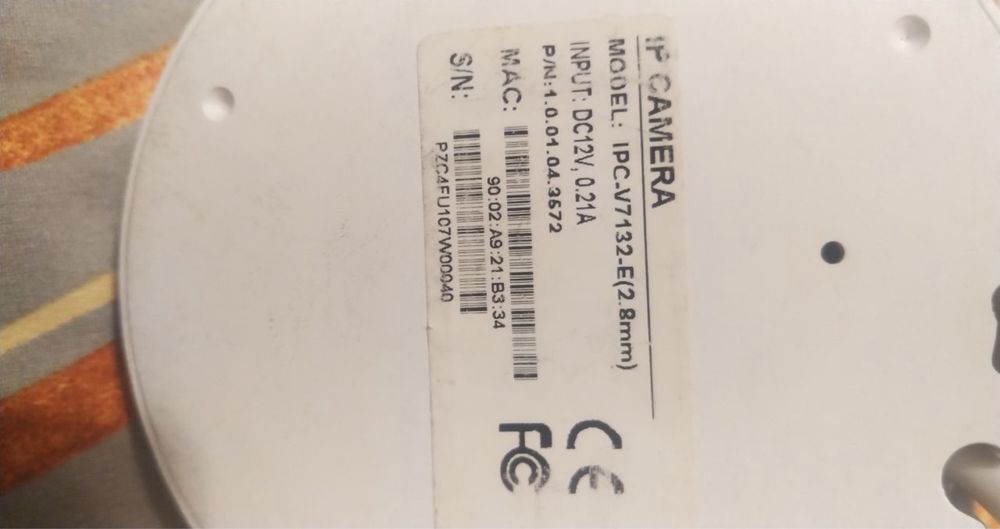 IP CAMERA
MODEL: IPC-V7132-E(2.8mm)
INPUT: DC12V, 0.21A
P/N:1.0.01.04.3572
MAC:
90:02:A9:21:B3:34
S/N:
PZC4FU107W00040
CE
FC